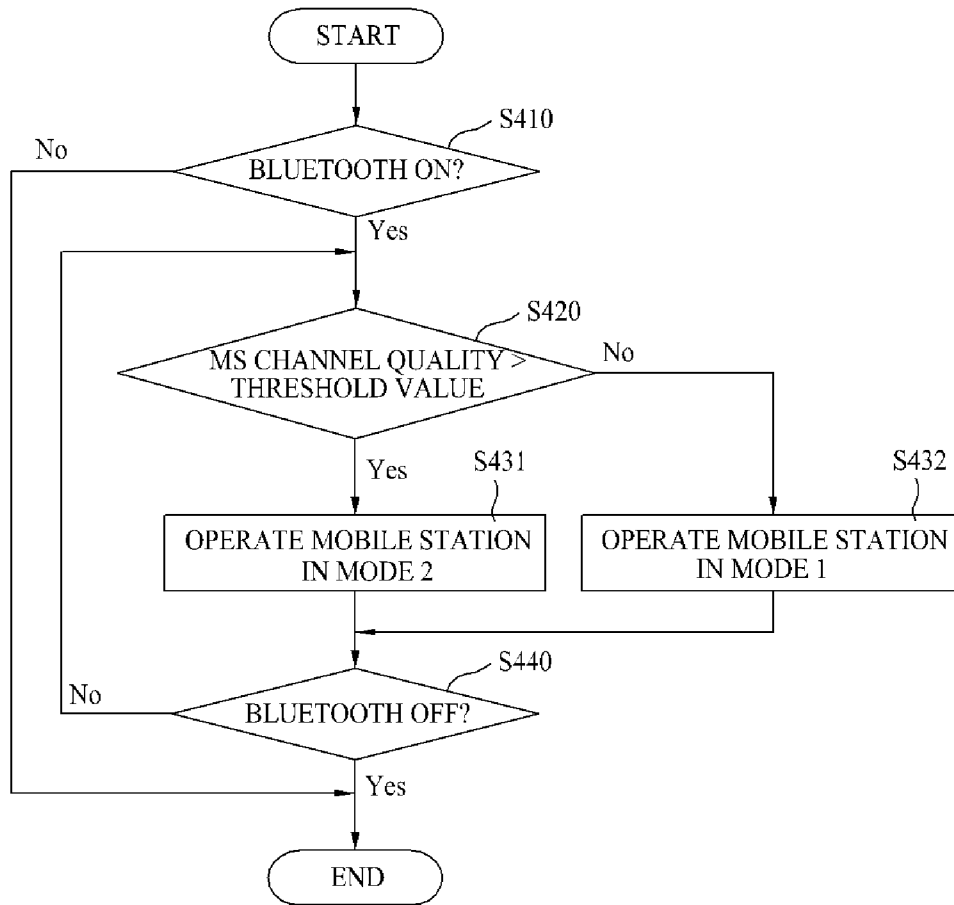 START
S410
No
BLUETOOTH ON?
Yes
S420
MS CHANNEL QUALITY >
THRESHOLD VALUE
No
Yes
S431
S432
OPERATE MOBILE STATION
IN MODE 2
OPERATE MOBILE STATION
IN MODE 1
S440
No
BLUETOOTH OFF?
Yes
END